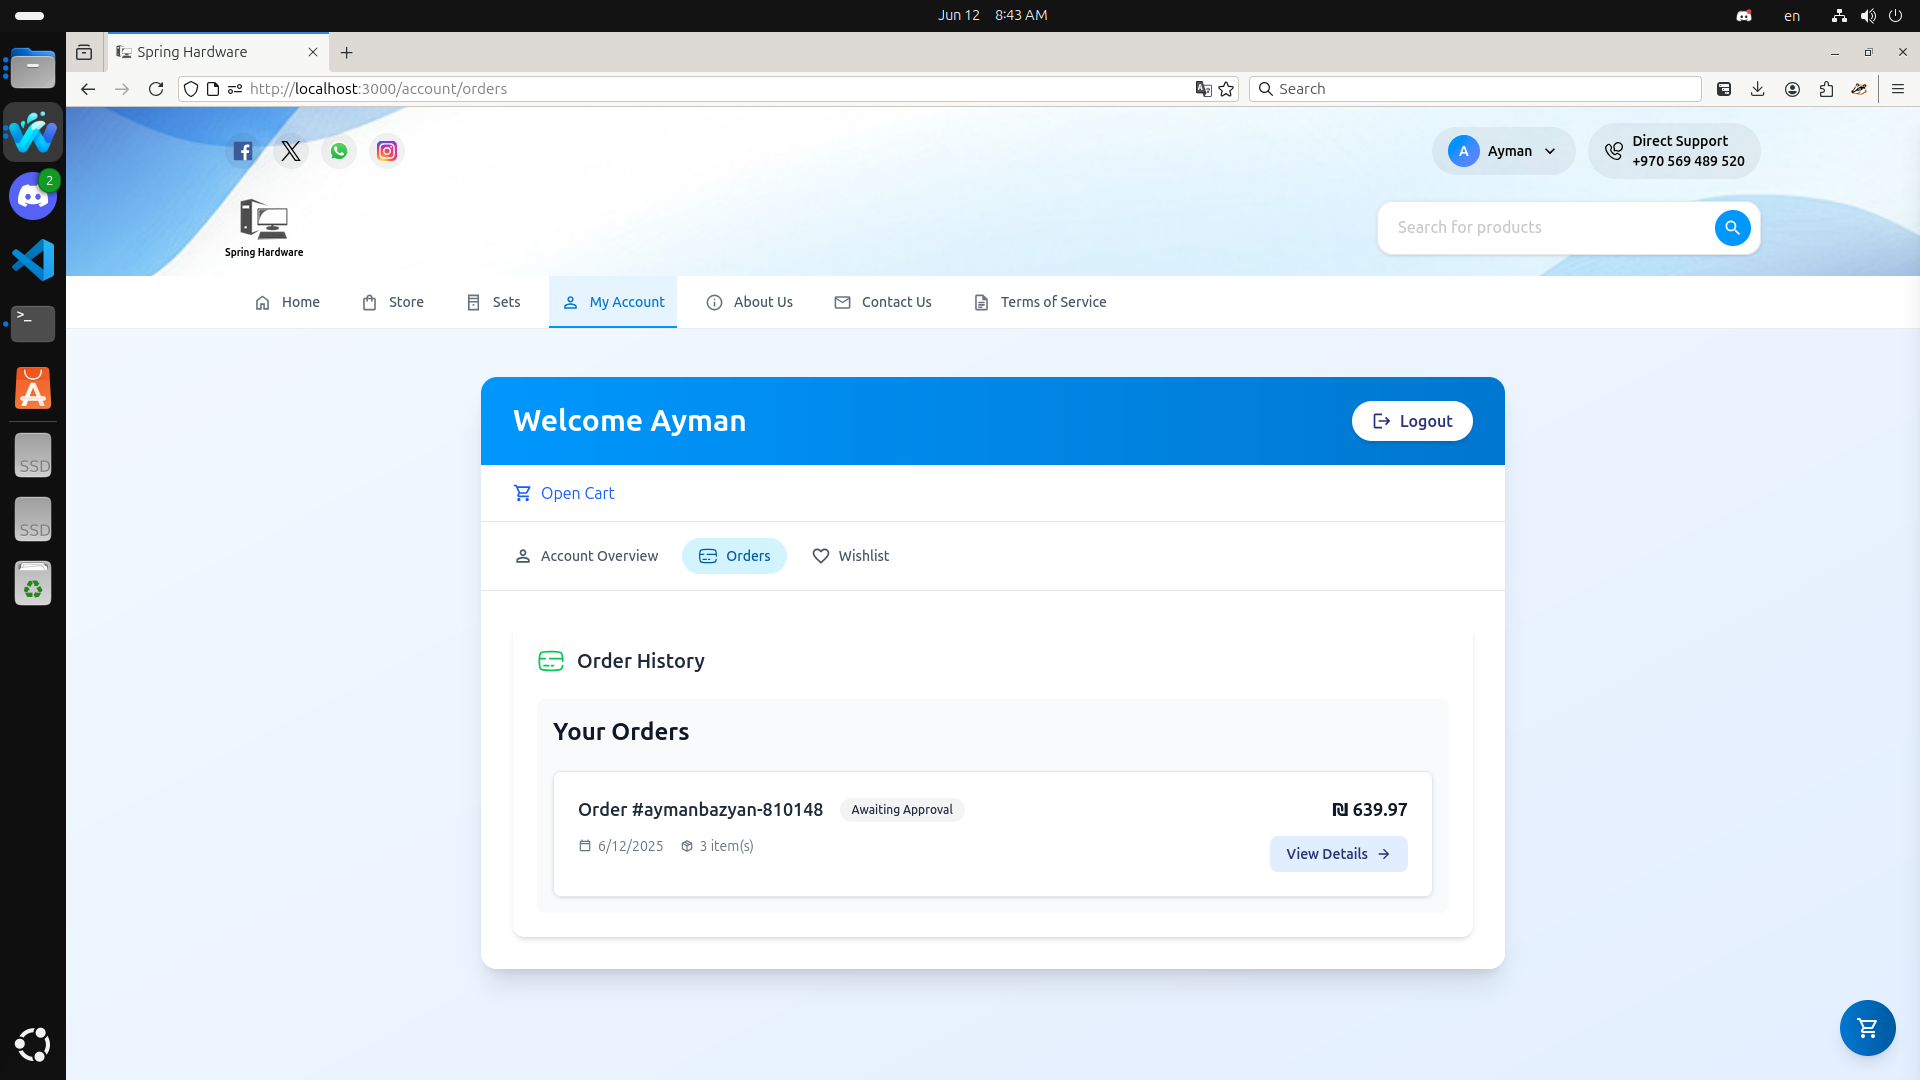 Jun 12 8:43 AM
en
Spring Hardware
http://localhost:3000/account/orders
Search
2
A Ayman
Direct Support
+970 569 489 520
Spring Hardware
Search for products
Home
Store
Sets
My Account
About Us
Contact Us
Terms of Service
Welcome Ayman
Logout
Open Cart
Account Overview
Orders
Wishlist
Order History
Your Orders
Order #aymanbazyan-810148
Awaiting Approval
₪ 639.97
6/12/2025
3 item(s)
View Details
>_
A
SSD
SSD